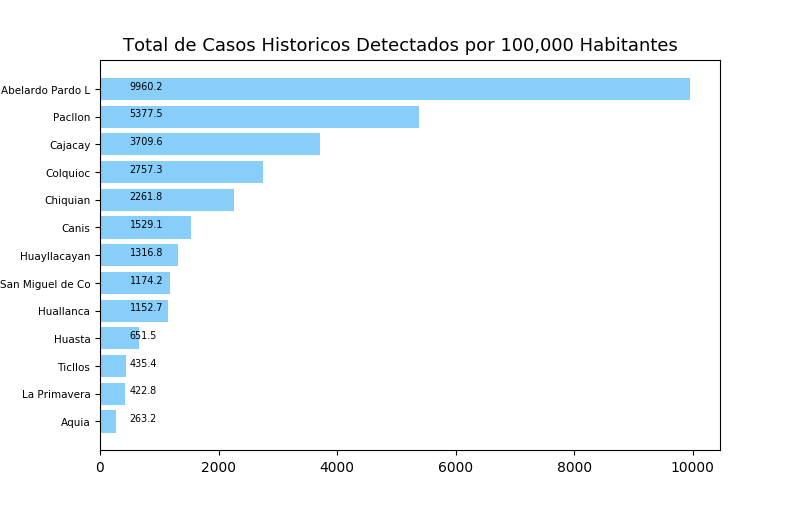 Total de Casos Historicos Detectados por 100,000 Habitantes
Abelardo Pardo L 9960.2
Pacllon 5377.5
Cajacay 3709.6
Colquioc 2757.3
Chiquian 2261.8
Canis 1529.1
Huayllacayan 1316.8
San Miguel de Co 1174.2
Huallanca 1152.7
Huasta 651.5
Ticllos 435.4
La Primavera 422.8
Aquia 263.2
0 2000 4000 6000 8000 10000